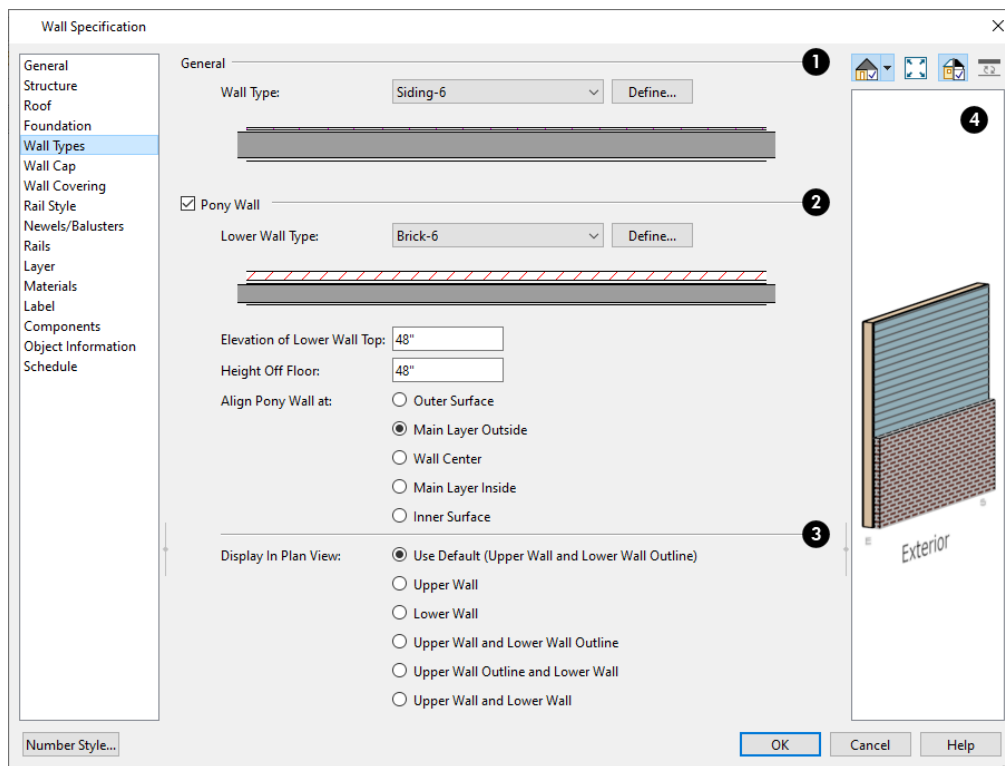 Wall Specification
General
Structure
Roof
Foundation
Wall Types
Wall Cap
Wall Covering
Rail Style
Newels/Balusters
Rails
Layer
Materials
Label
Components
Object Information
Schedule
General
1
Wall Type:
Siding-6
Define...
Pony Wall
2
Lower Wall Type:
Brick-6
Define...
Elevation of Lower Wall Top:
48"
Height Off Floor:
48"
Align Pony Wall at:
Outer Surface
Main Layer Outside
Wall Center
Main Layer Inside
Inner Surface
3
Display In Plan View:
Use Default (Upper Wall and Lower Wall Outline)
Upper Wall
Lower Wall
Upper Wall and Lower Wall Outline
Upper Wall Outline and Lower Wall
Upper Wall and Lower Wall
4
Exterior
Number Style...
OK
Cancel
Help